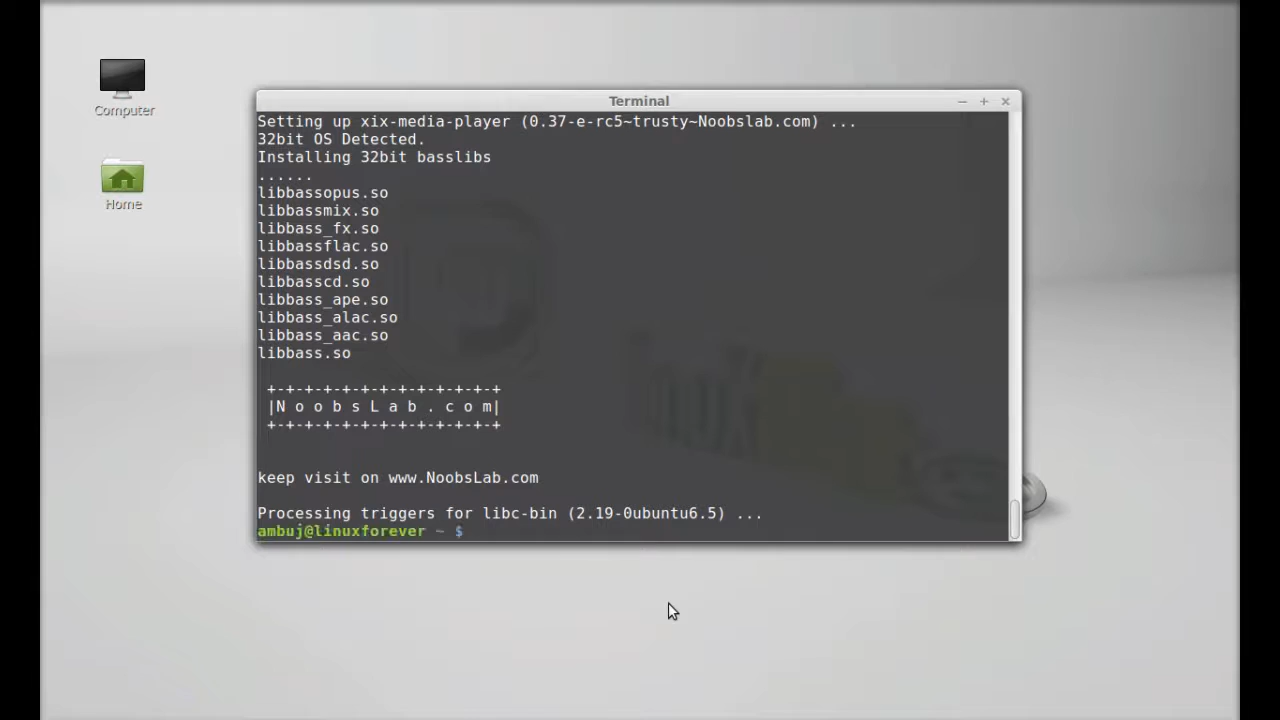 Computer
Home
Terminal
Setting up xix-media-player (0.37-e-rc5~trusty~Noobslab.com) ...
32bit OS Detected.
Installing 32bit basslibs
......
libbassopus.so
libbassmix.so
libbass_fx.so
libbassflac.so
libbassdsd.so
libbasscd.so
libbass_ape.so
libbass_alac.so
libbass_aac.so
libbass.so
+-+-+-+-+-+-+-+-+-+-+-+-+
|N o o b s L a b . c o m|
+-+-+-+-+-+-+-+-+-+-+-+-+
keep visit on www.NoobsLab.com
Processing triggers for libc-bin (2.19-0ubuntu6.5) ...
ambuj@linuxforever ~ $